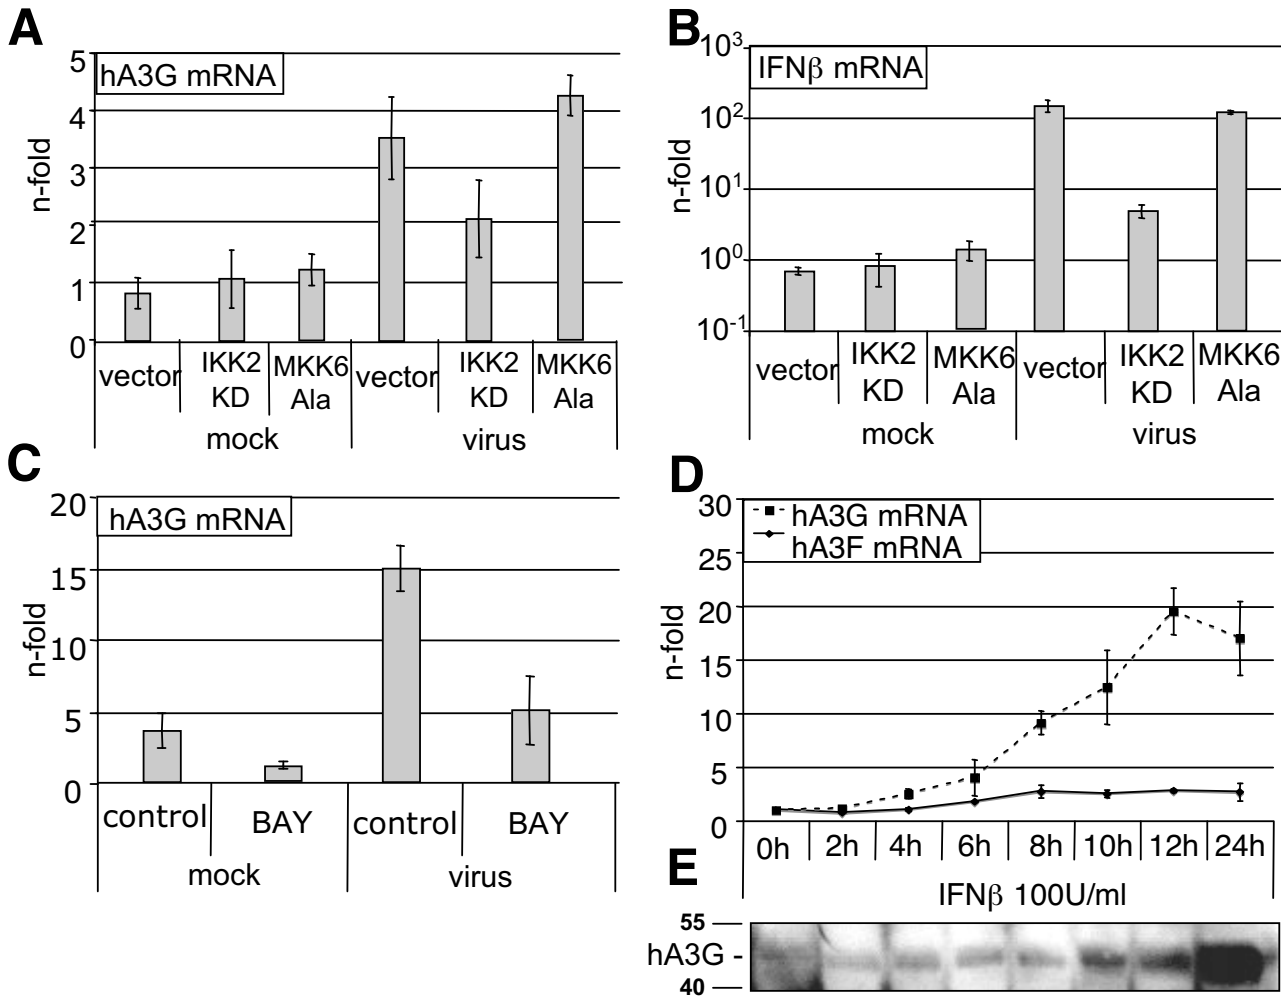 A
hA3G mRNA
n-fold
5
4
3
2
1
0
vector
IKK2 KD
MKK6 Ala
vector
IKK2 KD
MKK6 Ala
mock
virus
B
IFNβ mRNA
n-fold
10³
10²
10¹
10⁰
10⁻¹
vector
IKK2 KD
MKK6 Ala
vector
IKK2 KD
MKK6 Ala
mock
virus
C
hA3G mRNA
n-fold
20
15
10
5
0
control
BAY
control
BAY
mock
virus
D
hA3G mRNA
hA3F mRNA
n-fold
30
25
20
15
10
5
0
0h 2h 4h 6h 8h 10h 12h 24h
IFNβ 100U/ml
E
55
hA3G -
40